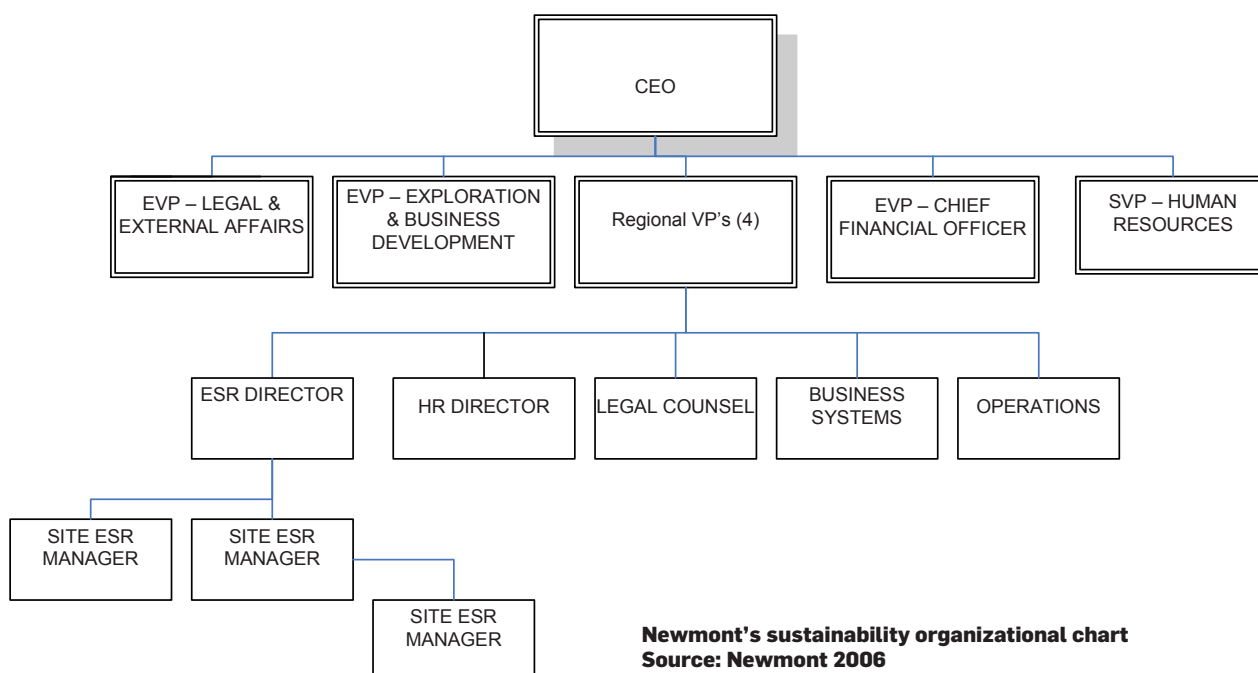 CEO
EVP – LEGAL &
EXTERNAL AFFAIRS
EVP – EXPLORATION
& BUSINESS
DEVELOPMENT
Regional VP's (4)
EVP – CHIEF
FINANCIAL OFFICER
SVP – HUMAN
RESOURCES
ESR DIRECTOR
HR DIRECTOR
LEGAL COUNSEL
BUSINESS
SYSTEMS
OPERATIONS
SITE ESR
MANAGER
SITE ESR
MANAGER
SITE ESR
MANAGER
Newmont's sustainability organizational chart
Source: Newmont 2006